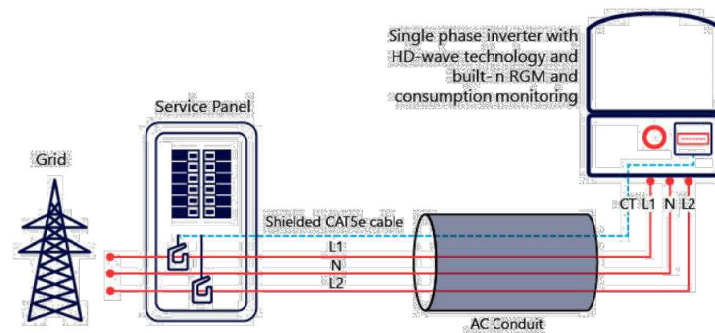 Single phase inverter with
HD-wave technology and
built-n RGM and
consumption monitoring
Service Panel
Grid
CT L1 N L2
Shielded CAT5e cable
L1
N
L2
AC Conduit